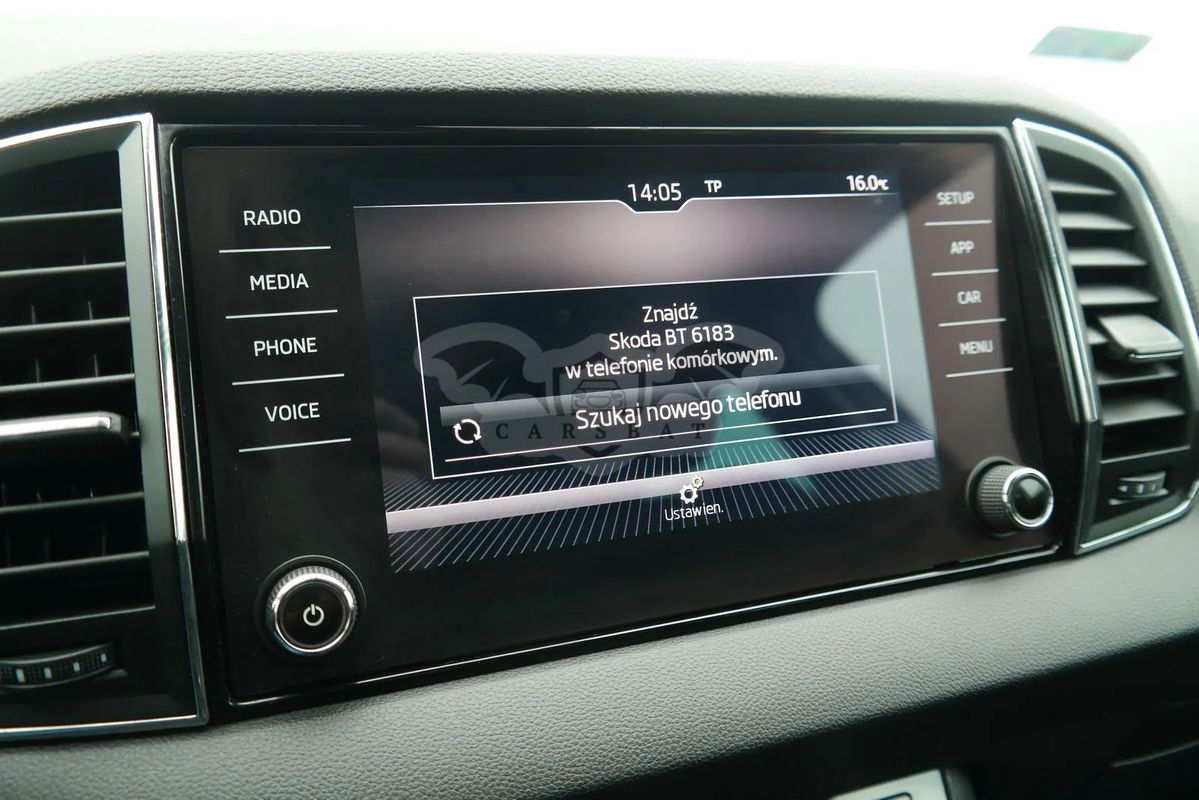 14:05 TP 16.0°C
RADIO
MEDIA
PHONE
VOICE
Znajdź
Skoda BT 6183
w telefonie komórkowym.
Szukaj nowego telefonu
CARSBAT
Ustawien.
SETUP
APP
CAR
MENU